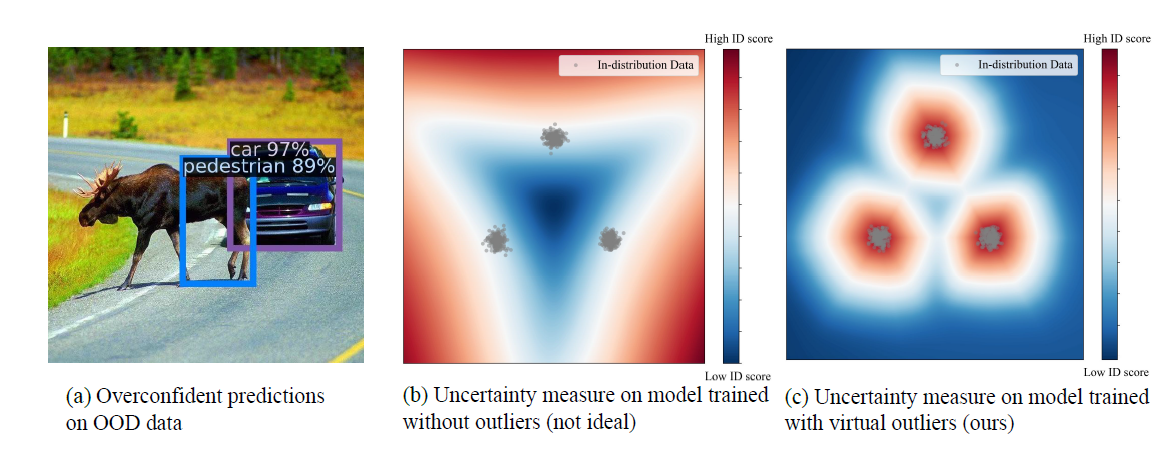 car 97%
pedestrian 89%
High ID score
In-distribution Data
Low ID score
High ID score
In-distribution Data
Low ID score
(a) Overconfident predictions
on OOD data
(b) Uncertainty measure on model trained
without outliers (not ideal)
(c) Uncertainty measure on model trained
with virtual outliers (ours)